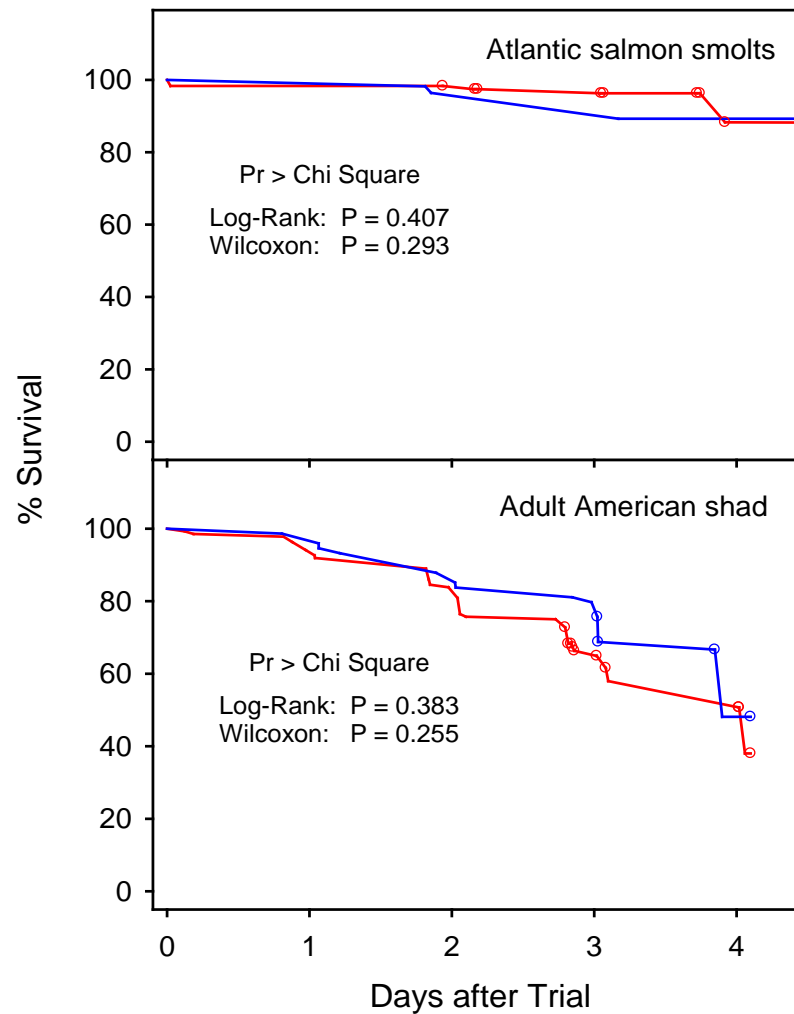 Atlantic salmon smolts
100
80
60
40
20
0
Pr > Chi Square
Log-Rank: P = 0.407
Wilcoxon: P = 0.293
% Survival
Adult American shad
100
80
60
40
20
0
Pr > Chi Square
Log-Rank: P = 0.383
Wilcoxon: P = 0.255
0 1 2 3 4
Days after Trial